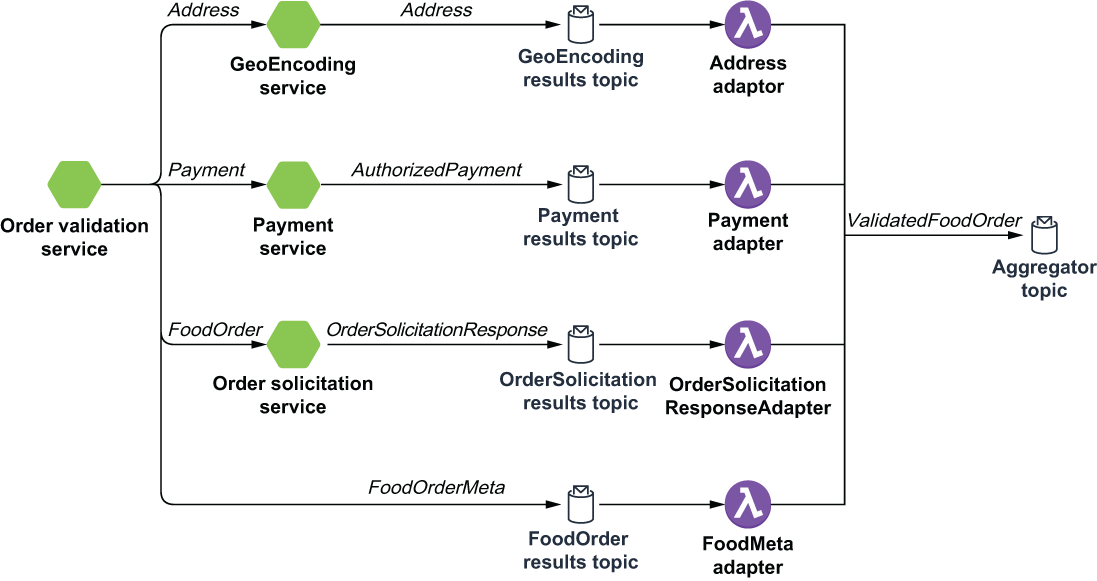 Address
Address
GeoEncoding
service
GeoEncoding
results topic
Address
adaptor
Payment
AuthorizedPayment
Order validation
service
Payment
service
Payment
results topic
Payment
adapter
ValidatedFoodOrder
Aggregator
topic
FoodOrder
OrderSolicitationResponse
Order solicitation
service
OrderSolicitation
results topic
OrderSolicitation
ResponseAdapter
FoodOrderMeta
FoodOrder
results topic
FoodMeta
adapter